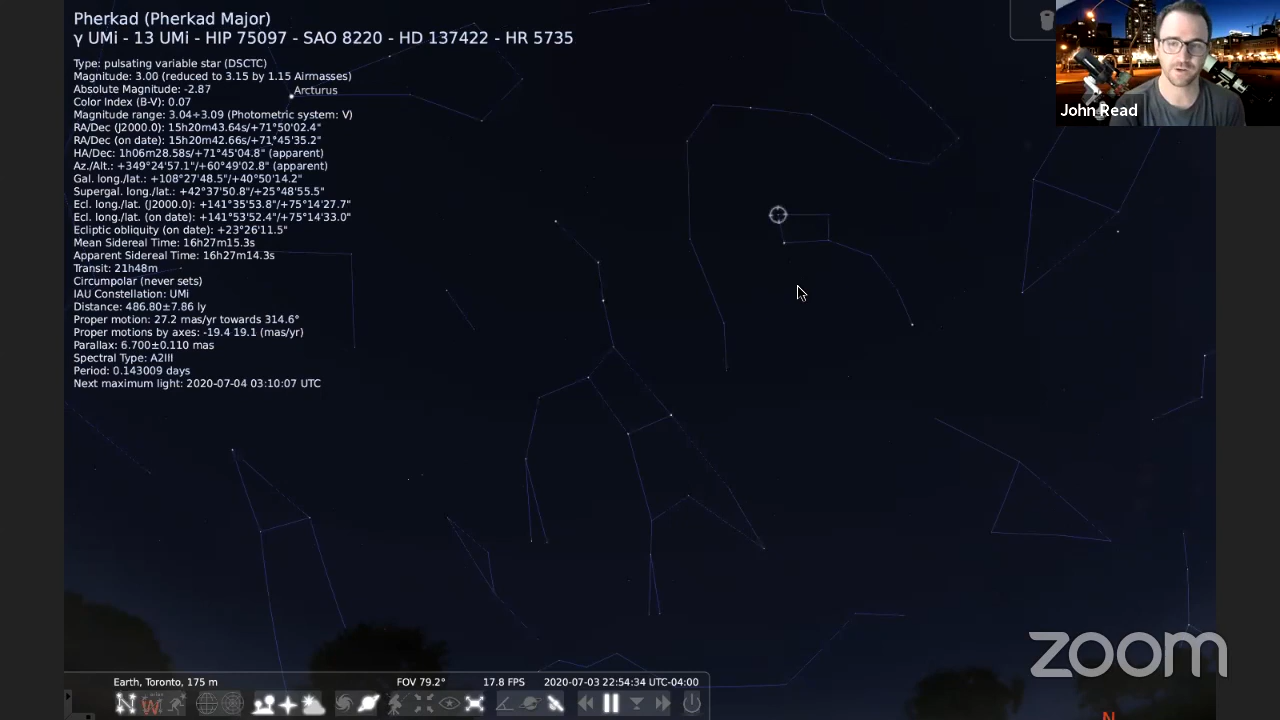 Pherkad (Pherkad Major)
γ UMi - 13 UMi - HIP 75097 - SAO 8220 - HD 137422 - HR 5735
Type: pulsating variable star (DSCTC)
Magnitude: 3.00 (reduced to 3.15 by 1.15 Airmasses)
Absolute Magnitude: -2.87
Arcturus
Color Index (B-V): 0.07
Magnitude range: 3.04÷3.09 (Photometric system: V)
RA/Dec (J2000.0): 15h20m43.64s/+71°50'02.4"
RA/Dec (on date): 15h20m42.66s/+71°45'35.2"
HA/Dec: 1h06m28.58s/+71°45'04.8" (apparent)
Az./Alt.: +349°24'57.1"/+60°49'02.8" (apparent)
Gal. long./lat.: +108°27'48.5"/+40°50'14.2"
Supergal. long./lat.: +42°37'50.8"/+25°48'55.5"
Ecl. long./lat. (J2000.0): +141°35'53.8"/+75°14'27.7"
Ecl. long./lat. (on date): +141°53'52.4"/+75°14'33.0"
Ecliptic obliquity (on date): +23°26'11.5"
Mean Sidereal Time: 16h27m15.3s
Apparent Sidereal Time: 16h27m14.3s
Transit: 21h48m
Circumpolar (never sets)
IAU Constellation: UMi
Distance: 486.80±7.86 ly
Proper motion: 27.2 mas/yr towards 314.6°
Proper motions by axes: -19.4 19.1 (mas/yr)
Parallax: 6.700±0.110 mas
Spectral Type: A2III
Period: 0.143009 days
Next maximum light: 2020-07-04 03:10:07 UTC
John Read
zoom
Earth, Toronto, 175 m
FOV 79.2°
17.8 FPS
2020-07-03 22:54:34 UTC-04:00
N